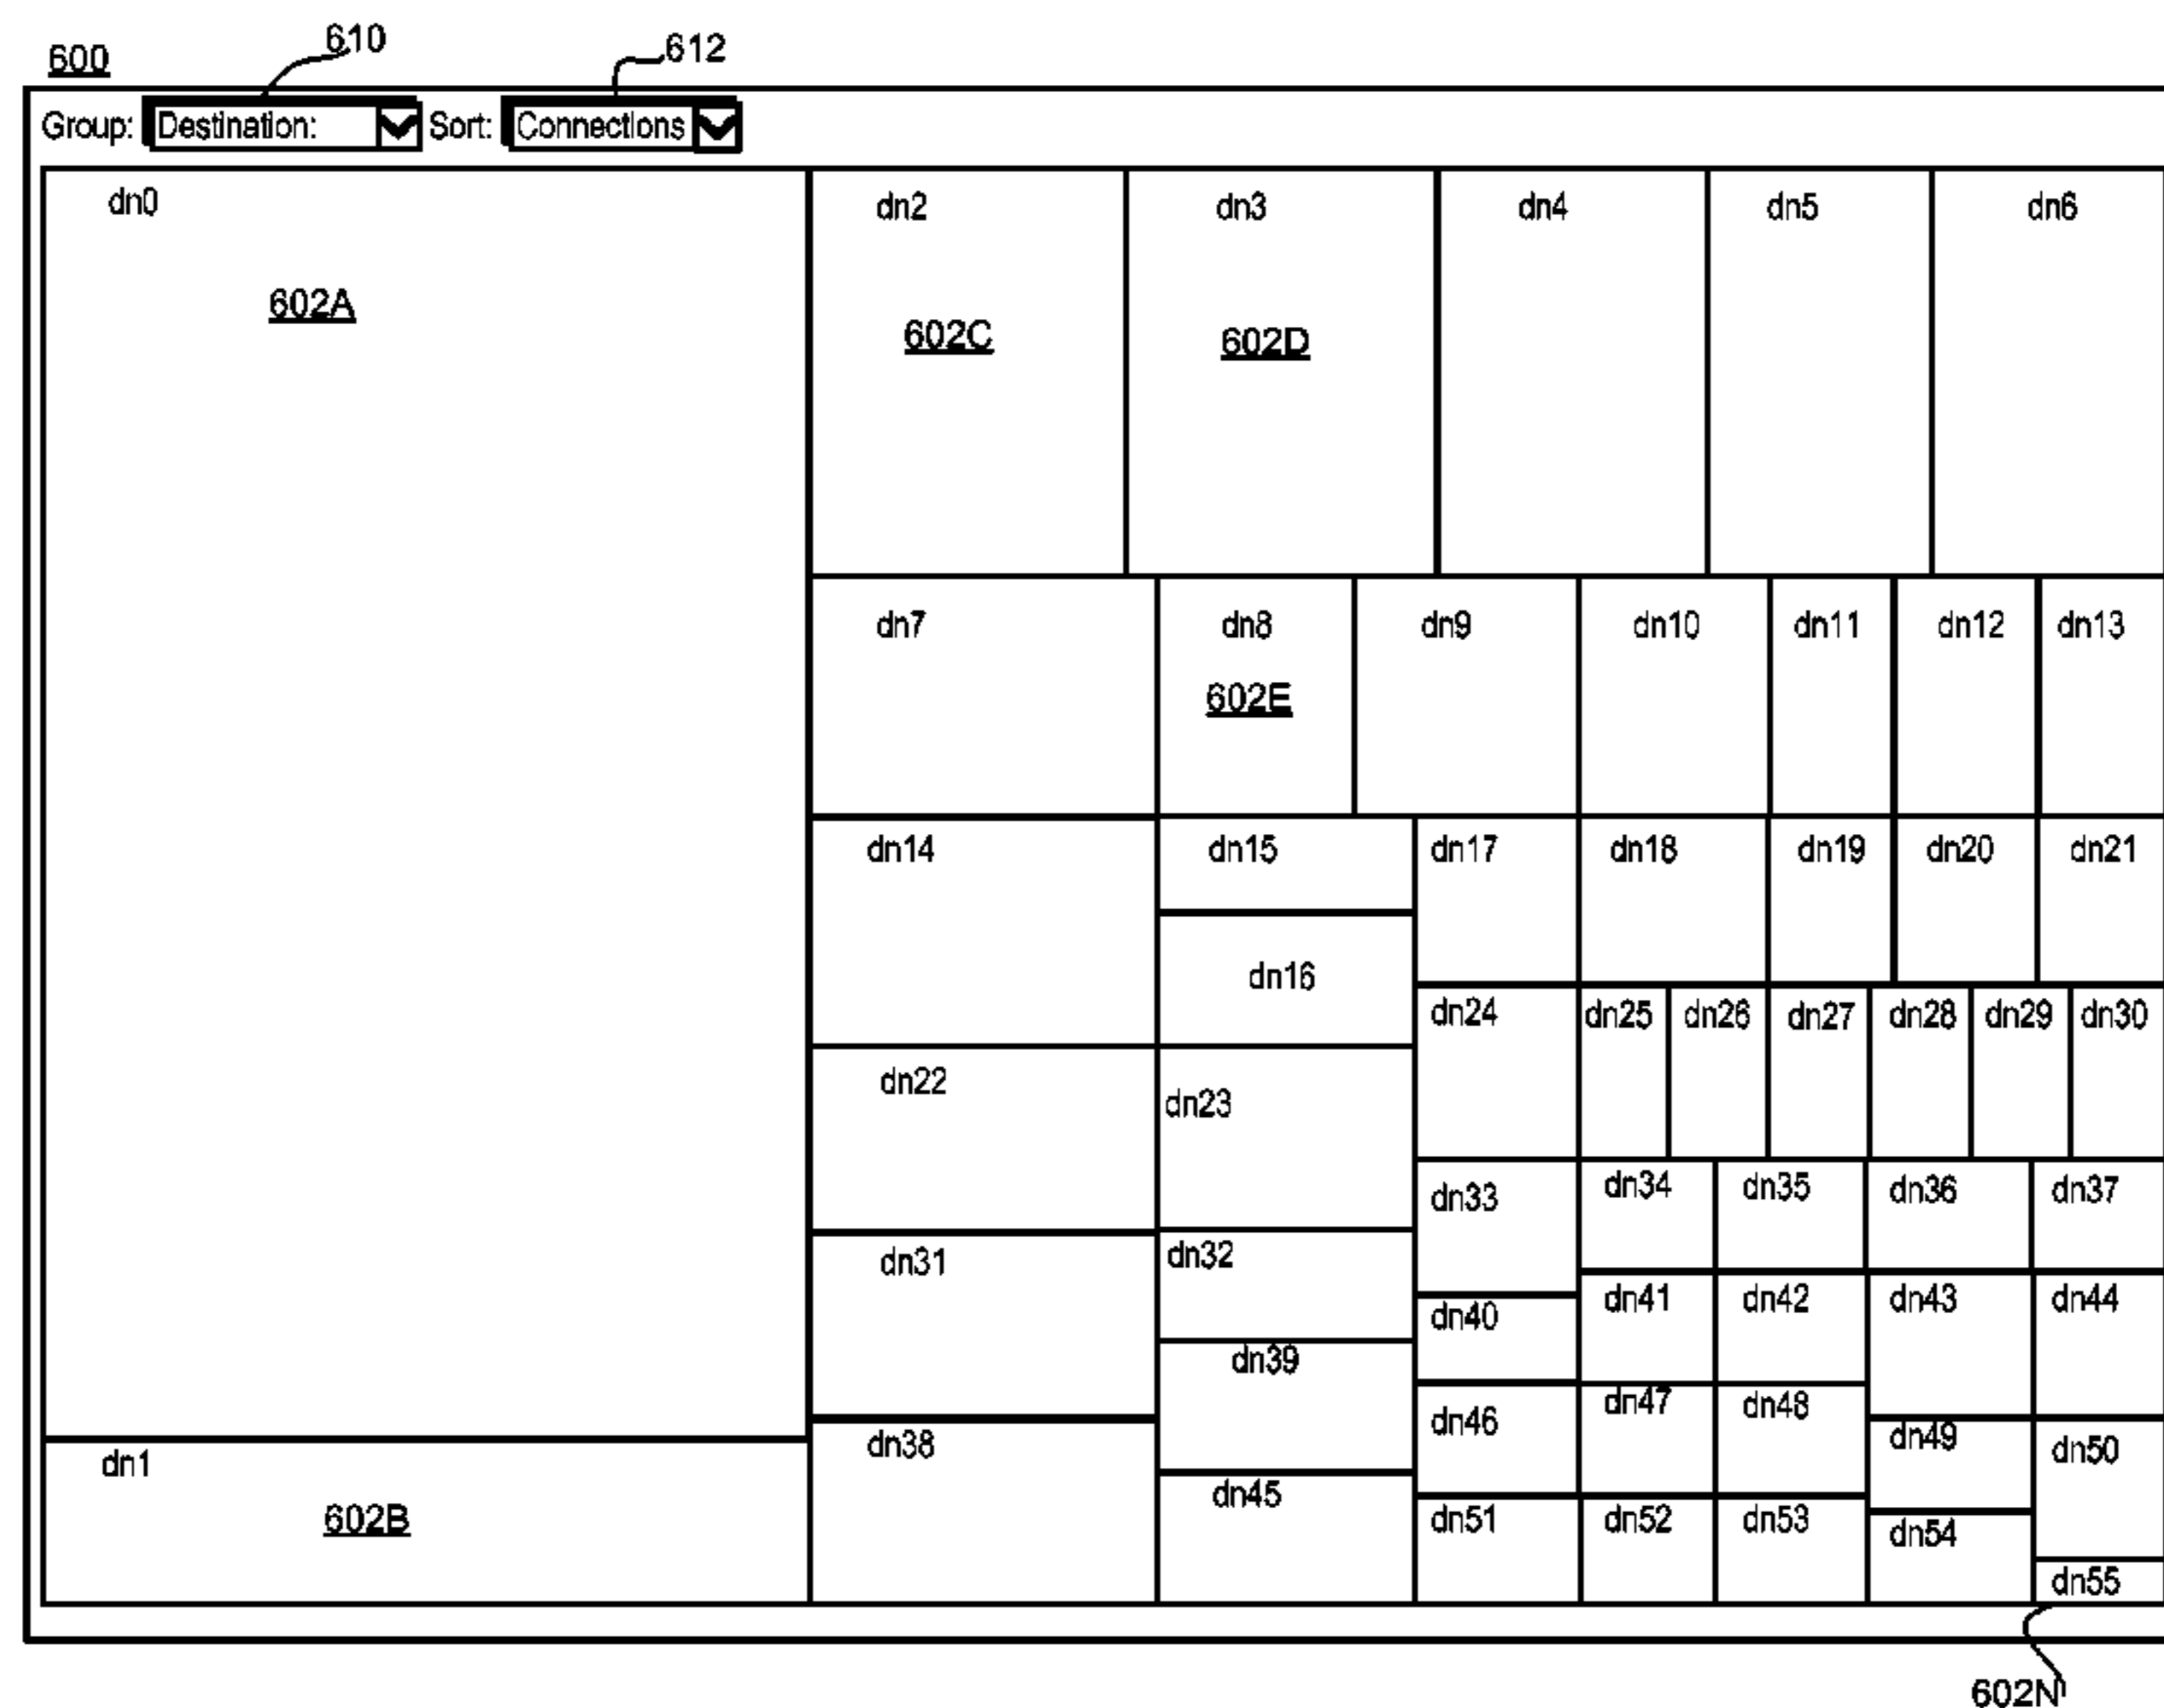 600
610
612
Group: Destination: Sort: Connections
dn0 dn2 dn3 dn4 dn5 dn6
602A 602C 602D
dn7 dn8 dn9 dn10 dn11 dn12 dn13
602E
dn14 dn15 dn17 dn18 dn19 dn20 dn21
dn16
dn24 dn25 dn26 dn27 dn28 dn29 dn30
dn22 dn23
dn33 dn34 dn35 dn36 dn37
dn31 dn32
dn40 dn41 dn42 dn43 dn44
dn39
dn46 dn47 dn48
dn38 dn49 dn50
dn1 dn45
602B dn51 dn52 dn53 dn54
dn55
602N